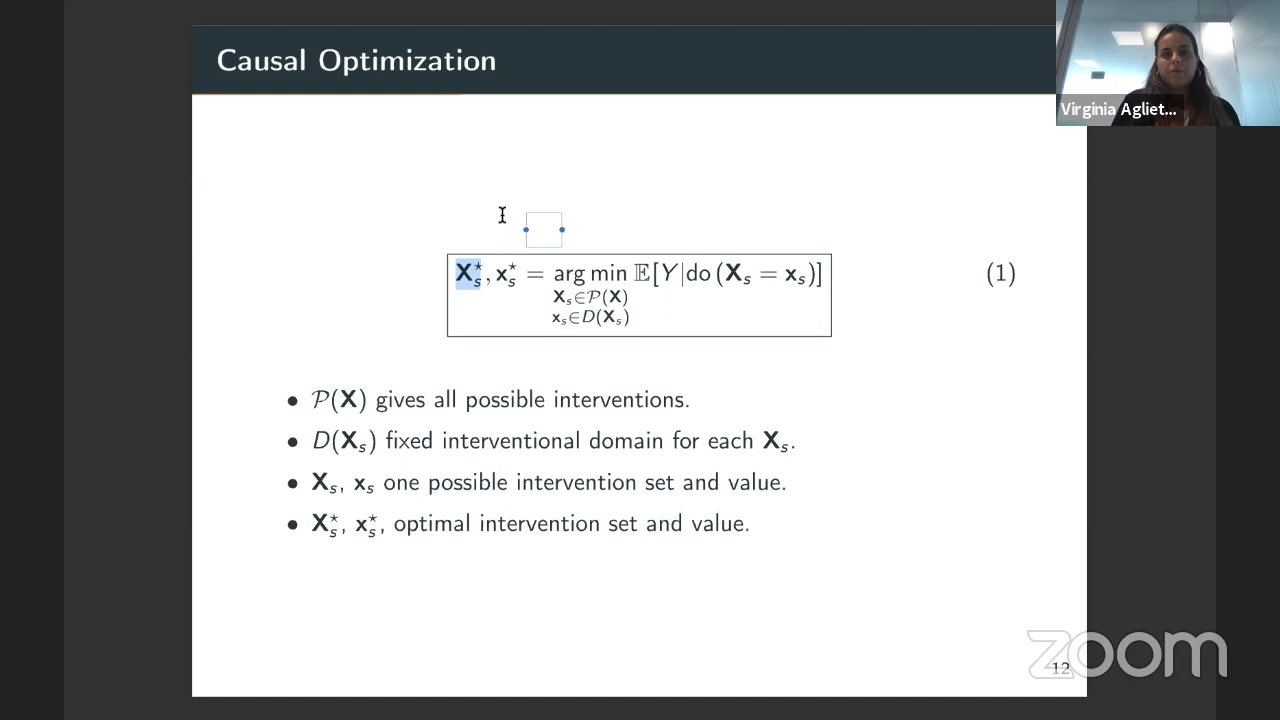 Causal Optimization
Virginia Agliet...
X⋆s, x⋆s = arg min 𝔼[Y|do (Xs = xs)] (1)
Xs∈𝒫(X)
xs∈D(Xs)
• 𝒫(X) gives all possible interventions.
• D(Xs) fixed interventional domain for each Xs.
• Xs, xs one possible intervention set and value.
• X⋆s, x⋆s, optimal intervention set and value.
zoom
12